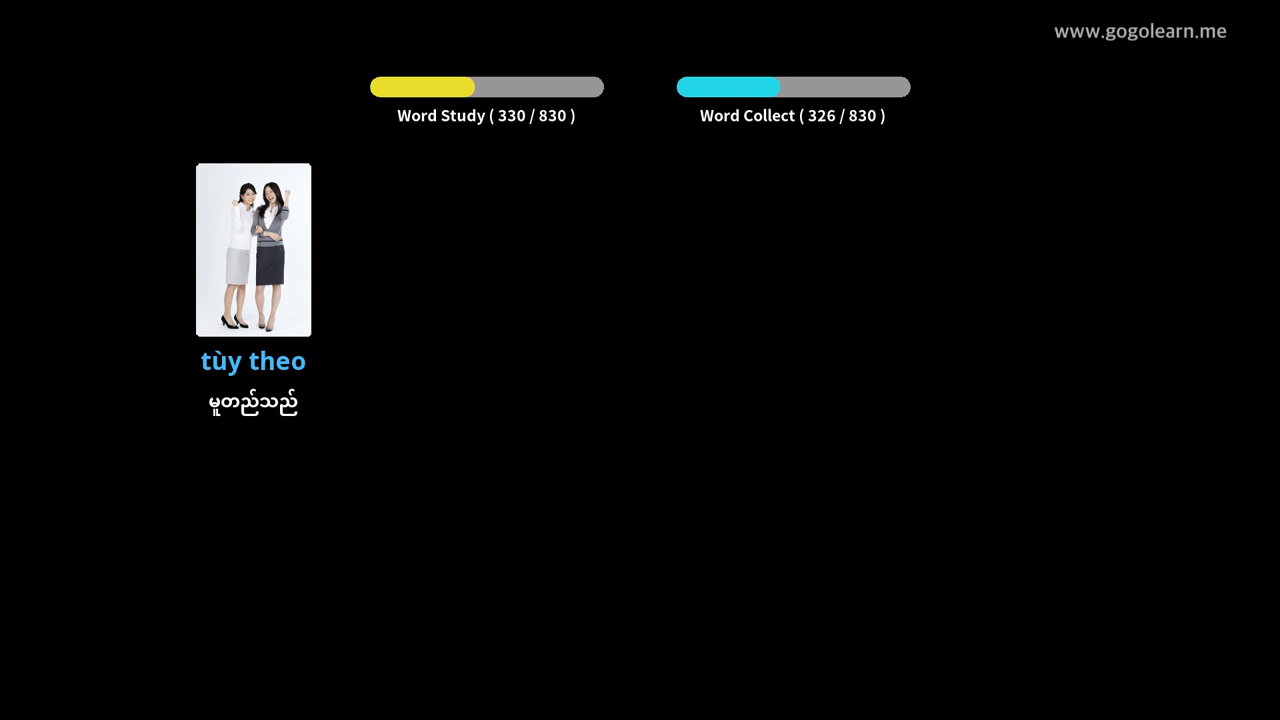 www.gogolearn.me
Word Study ( 330 / 830 )
Word Collect ( 326 / 830 )
tùy theo
မူတည်သည်